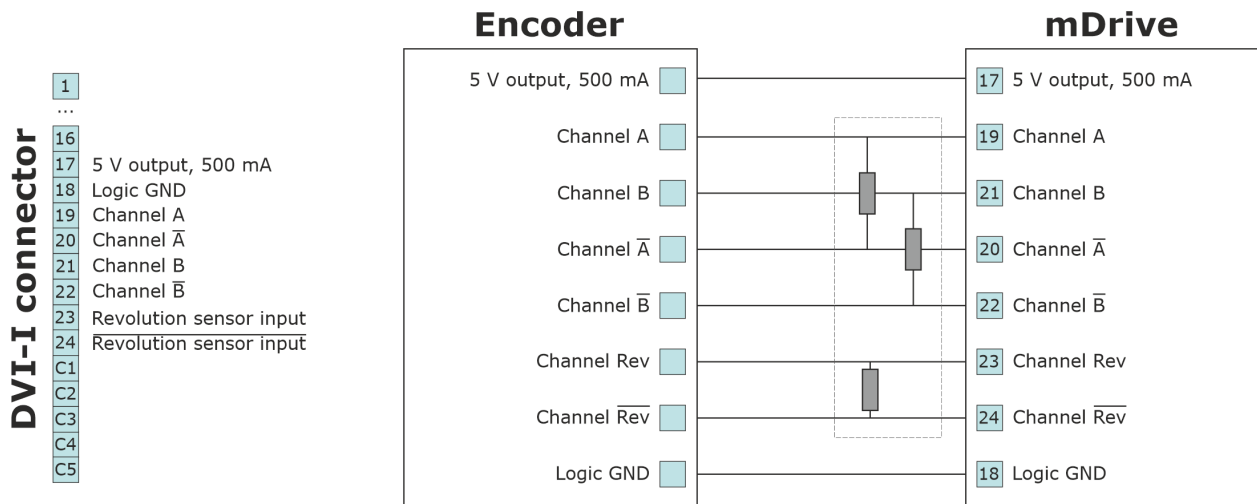 DVI-I connector
1
...
16
17 5 V output, 500 mA
18 Logic GND
19 Channel A
20 Channel A̅
21 Channel B
22 Channel B̅
23 Revolution sensor input
24 R̅e̅v̅o̅l̅u̅t̅i̅o̅n̅ ̅s̅e̅n̅s̅o̅r̅ ̅i̅n̅p̅u̅t̅
C1
C2
C3
C4
C5
Encoder
5 V output, 500 mA
Channel A
Channel B
Channel A̅
Channel B̅
Channel Rev
Channel R̅e̅v̅
Logic GND
mDrive
17 5 V output, 500 mA
19 Channel A
21 Channel B
20 Channel A̅
22 Channel B̅
23 Channel Rev
24 Channel R̅e̅v̅
18 Logic GND